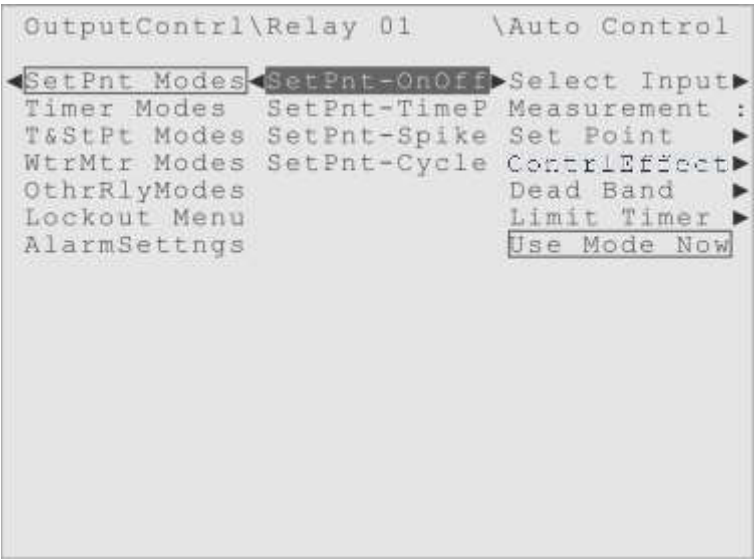 OutputContrl\Relay 01 \Auto Control
SetPnt Modes SetPnt-OnOff Select Input
Timer Modes SetPnt-TimeP Measurement :
T&StPt Modes SetPnt-Spike Set Point
WtrMtr Modes SetPnt-Cycle ContrlEffect
OthrRlyModes Dead Band
Lockout Menu Limit Timer
AlarmSettngs Use Mode Now